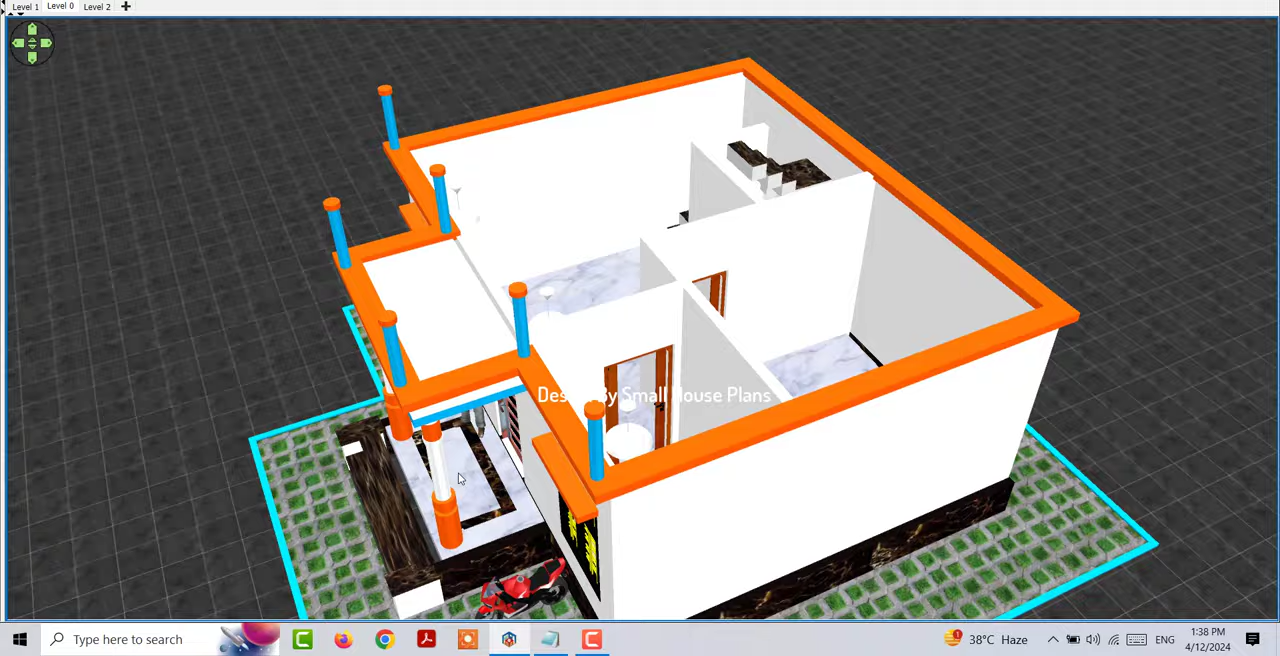 Level 1 Level 0 Level 2
Design By Small House Plans
Type here to search
1
38°C Haze
ENG
1:38 PM
4/12/2024